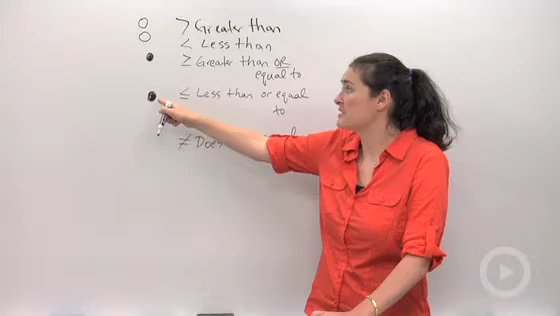 > Greater than
< Less than
≥ Greater than OR
equal to
≤ Less than or equal
to
≠ Does